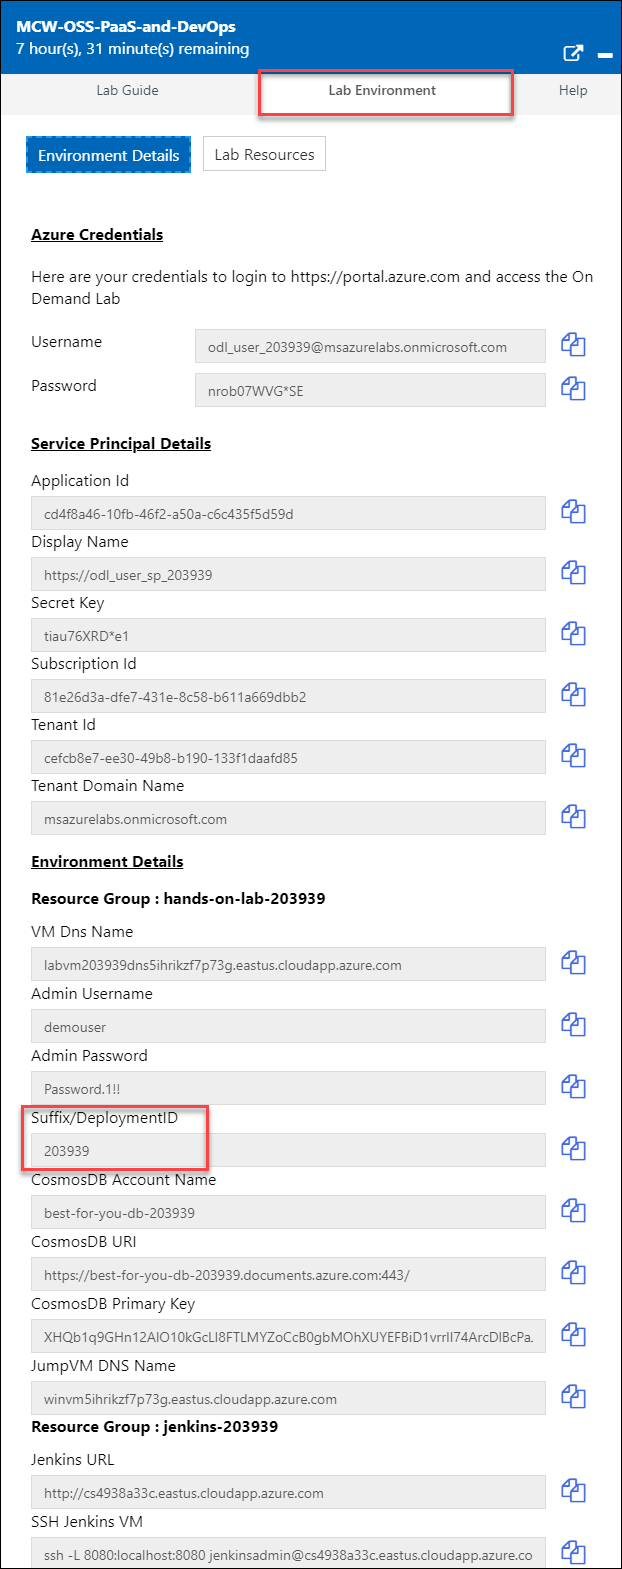 MCW-OSS-PaaS-and-DevOps
7 hour(s), 31 minute(s) remaining
Lab Guide
Lab Environment
Help
Environment Details
Lab Resources
Azure Credentials
Here are your credentials to login to https://portal.azure.com and access the On
Demand Lab
Username
odl_user_203939@msazurelabs.onmicrosoft.com
Password
nrob07WVG*SE
Service Principal Details
Application Id
cd4f8a46-10fb-46f2-a50a-c6c435f5d59d
Display Name
https://odl_user_sp_203939
Secret Key
tiau76XRD*e1
Subscription Id
81e26d3a-dfe7-431e-8c58-b611a669dbb2
Tenant Id
cefcb8e7-ee30-49b8-b190-133f1daafd85
Tenant Domain Name
msazurelabs.onmicrosoft.com
Environment Details
Resource Group : hands-on-lab-203939
VM Dns Name
labvm203939dns5ihrikzf7p73g.eastus.cloudapp.azure.com
Admin Username
demouser
Admin Password
Password.1!!
Suffix/DeploymentID
203939
CosmosDB Account Name
best-for-you-db-203939
CosmosDB URI
https://best-for-you-db-203939.documents.azure.com:443/
CosmosDB Primary Key
XHQb1q9GHn12AIO10kGcLI8FTLMYZoCcB0gbMOhXUYEFBiD1vrrII74ArcDIBcPa.
JumpVM DNS Name
winvm5ihrikzf7p73g.eastus.cloudapp.azure.com
Resource Group : jenkins-203939
Jenkins URL
http://cs4938a33c.eastus.cloudapp.azure.com
SSH Jenkins VM
ssh -L 8080:localhost:8080 jenkinsadmin@cs4938a33c.eastus.cloudapp.azure.co